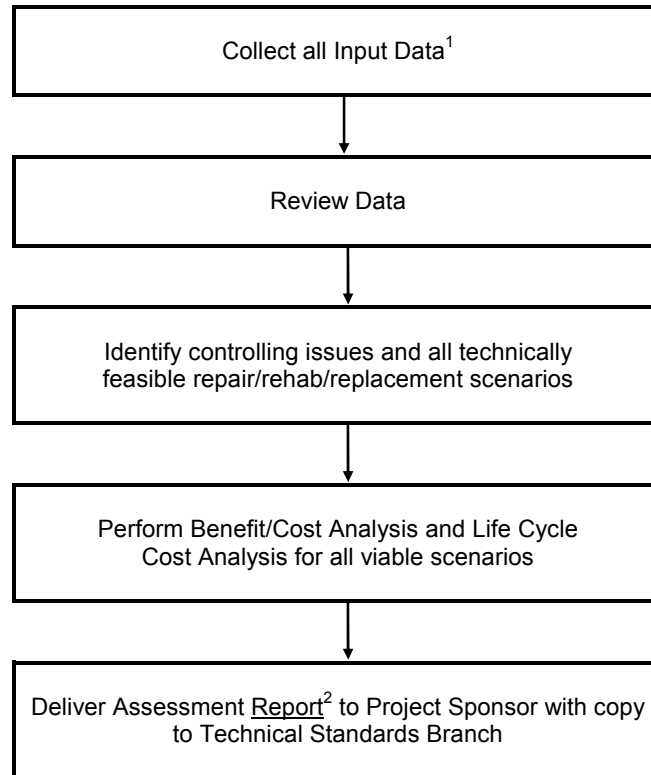 Collect all Input Data¹
Review Data
Identify controlling issues and all technically
feasible repair/rehab/replacement scenarios
Perform Benefit/Cost Analysis and Life Cycle
Cost Analysis for all viable scenarios
Deliver Assessment Report² to Project Sponsor with copy
to Technical Standards Branch